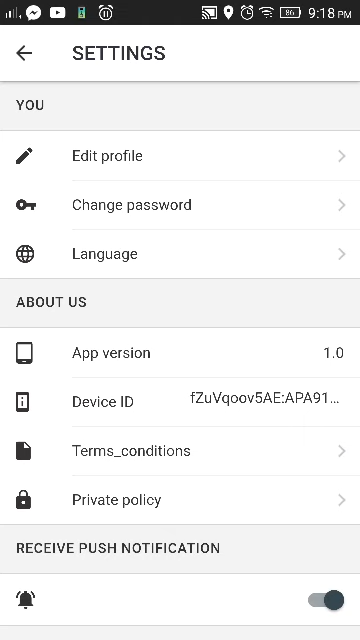 86 9:18 PM
SETTINGS
YOU
Edit profile
Change password
Language
ABOUT US
App version 1.0
Device ID fZuVqoov5AE:APA91...
Terms_conditions
Private policy
RECEIVE PUSH NOTIFICATION